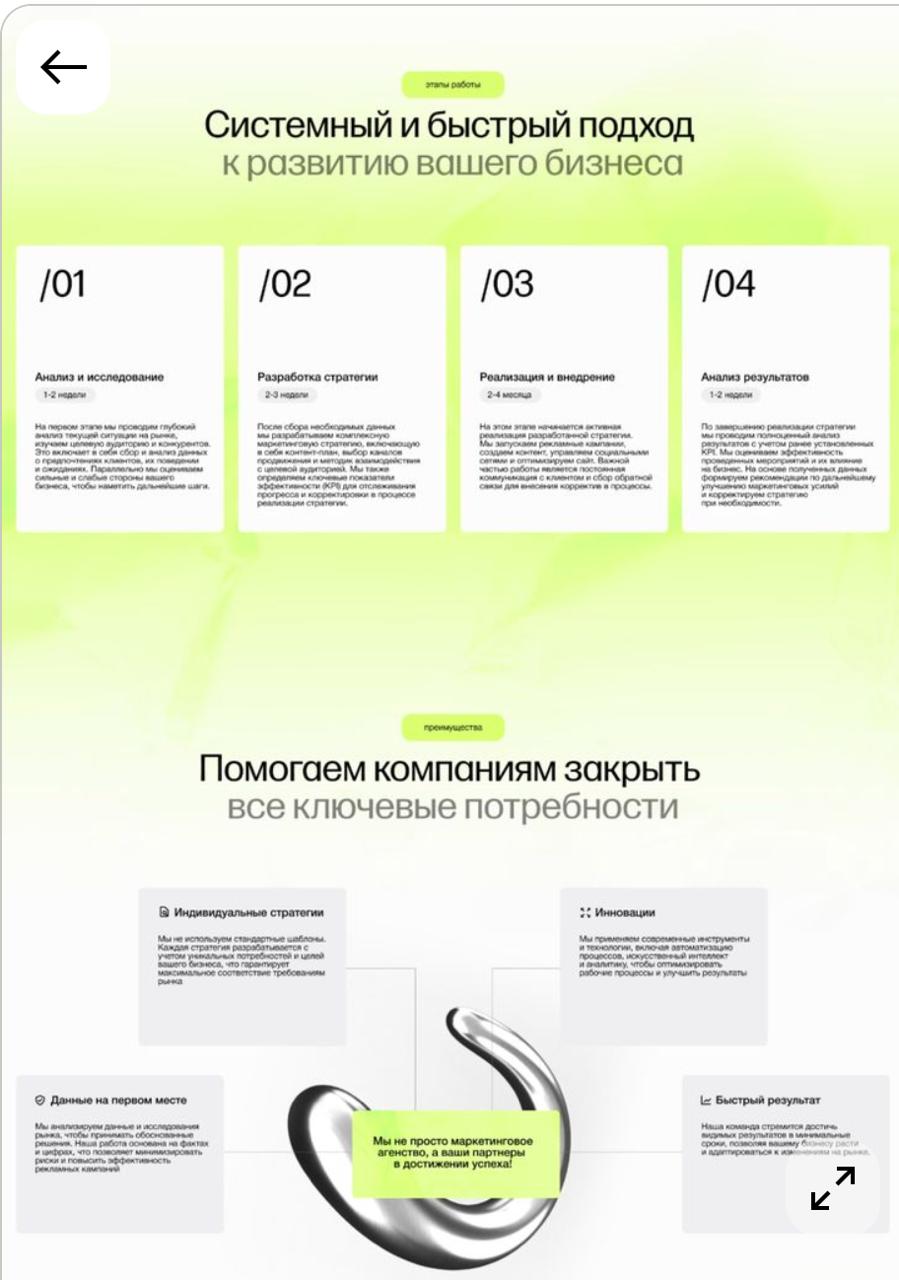 этапы работы
Системный и быстрый подход
к развитию вашего бизнеса
/01
Анализ и исследование
1-2 недели
На первом этапе мы проводим глубокий
анализ текущей ситуации на рынке,
изучаем целевую аудиторию и конкурентов.
Это включает в себя сбор и анализ данных
о предпочтениях клиентов, их поведении
и ожиданиях. Параллельно мы оцениваем
сильные и слабые стороны вашего
бизнеса, чтобы наметить дальнейшие шаги.
/02
Разработка стратегии
2-3 недели
После сбора необходимых данных
мы разрабатываем комплексную
маркетинговую стратегию, включающую
в себя контент-план, выбор каналов
продвижения и методик взаимодействия
с целевой аудиторией. Мы также
определяем ключевые показатели
эффективности (KPI) для отслеживания
прогресса и корректировки в процессе
реализации стратегии.
/03
Реализация и внедрение
2-4 месяца
На этом этапе начинается активная
реализация разработанной стратегии.
Мы запускаем рекламные кампании,
создаем контент, управляем социальными
сетями и оптимизируем сайт. Важной
частью работы является постоянная
коммуникация с клиентом и сбор обратной
связи для внесения корректив в процессы.
/04
Анализ результатов
1-2 недели
По завершению реализации стратегии
мы проводим полноценный анализ
результатов с учетом ранее установленных
KPI. Мы оцениваем эффективность
проведенных мероприятий и их влияние
на бизнес. На основе полученных данных
формируем рекомендации по дальнейшему
улучшению маркетинговых усилий
и корректируем стратегию
при необходимости.
преимущества
Помогаем компаниям закрыть
все ключевые потребности
Индивидуальные стратегии
Мы не используем стандартные шаблоны.
Каждая стратегия разрабатывается с
учетом уникальных потребностей и целей
вашего бизнеса, что гарантирует
максимальное соответствие требованиям
рынка
Инновации
Мы применяем современные инструменты
и технологии, включая автоматизацию
процессов, искусственный интеллект
и аналитику, чтобы оптимизировать
рабочие процессы и улучшить результаты
Данные на первом месте
Мы анализируем данные и исследования
рынка, чтобы принимать обоснованные
решения. Наша работа основана на фактах
и цифрах, что позволяет минимизировать
риски и повысить эффективность
рекламных кампаний
Мы не просто маркетинговое
агенство, а ваши партнеры
в достижении успеха!
Быстрый результат
Наша команда стремится достичь
видимых результатов в минимальные
сроки, позволяя вашему бизнесу расти
и адаптироваться к изменениям на рынке.